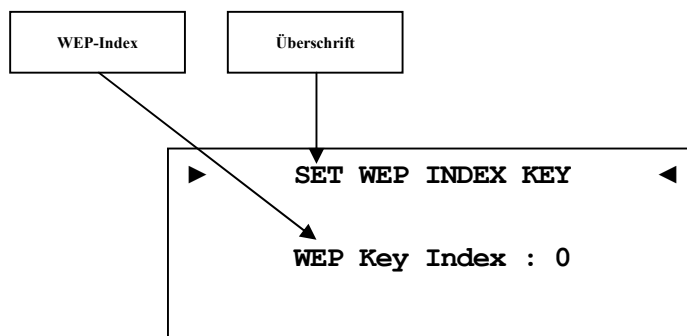 WEP-Index
Überschrift
► SET WEP INDEX KEY ◄
WEP Key Index : 0